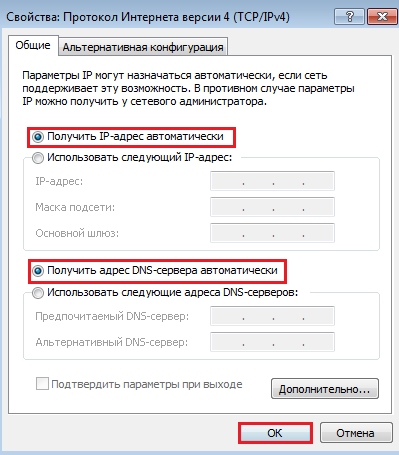 Свойства: Протокол Интернета версии 4 (TCP/IPv4)
Общие Альтернативная конфигурация
Параметры IP могут назначаться автоматически, если сеть
поддерживает эту возможность. В противном случае параметры
IP можно получить у сетевого администратора.
Получить IP-адрес автоматически
Использовать следующий IP-адрес:
IP-адрес:
Маска подсети:
Основной шлюз:
Получить адрес DNS-сервера автоматически
Использовать следующие адреса DNS-серверов:
Предпочитаемый DNS-сервер:
Альтернативный DNS-сервер:
Подтвердить параметры при выходе
Дополнительно...
ОК Отмена